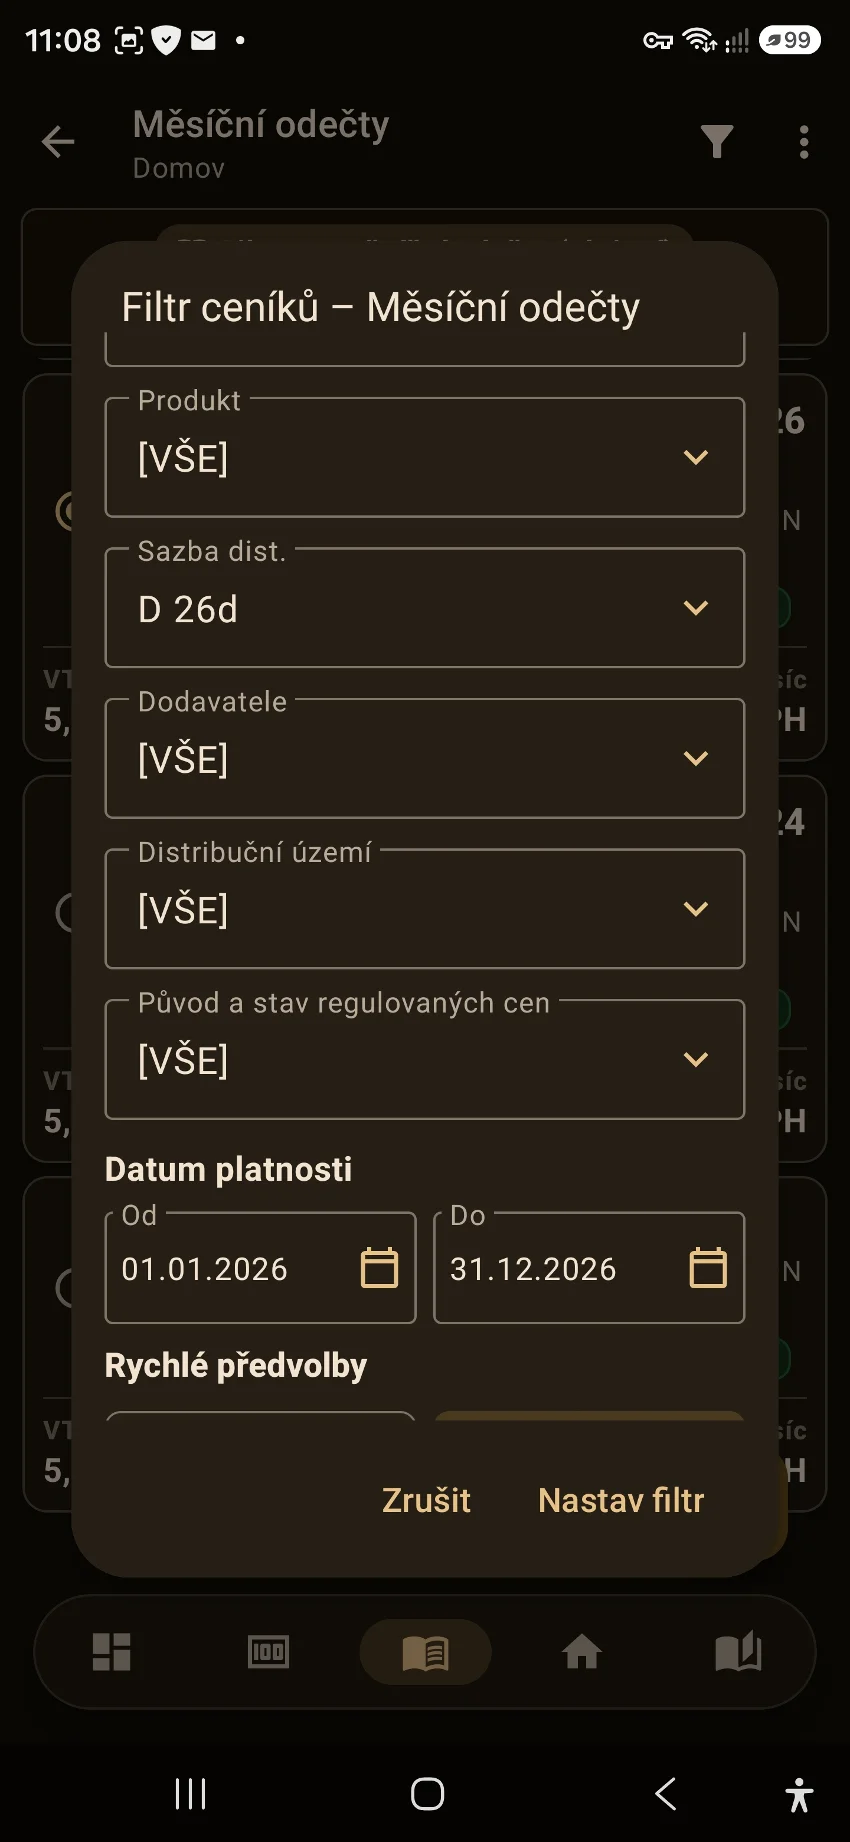 11:08
99
Měsíční odečty
Domov
Filtr ceníků – Měsíční odečty
Produkt
[VŠE]
Sazba dist.
D 26d
Dodavatele
[VŠE]
Distribuční území
[VŠE]
Původ a stav regulovaných cen
[VŠE]
Datum platnosti
Od
01.01.2026
Do
31.12.2026
Rychlé předvolby
Zrušit
Nastav filtr